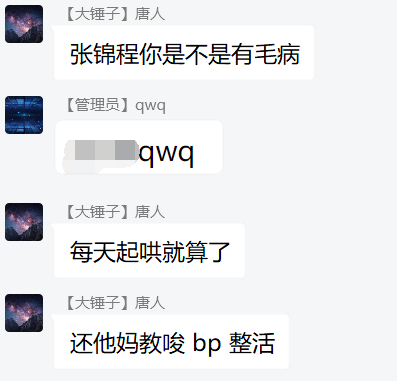 【大锤子】唐人
张锦程你是不是有毛病
【管理员】qwq
qwq
【大锤子】唐人
每天起哄就算了
【大锤子】唐人
还他妈教唆 bp 整活